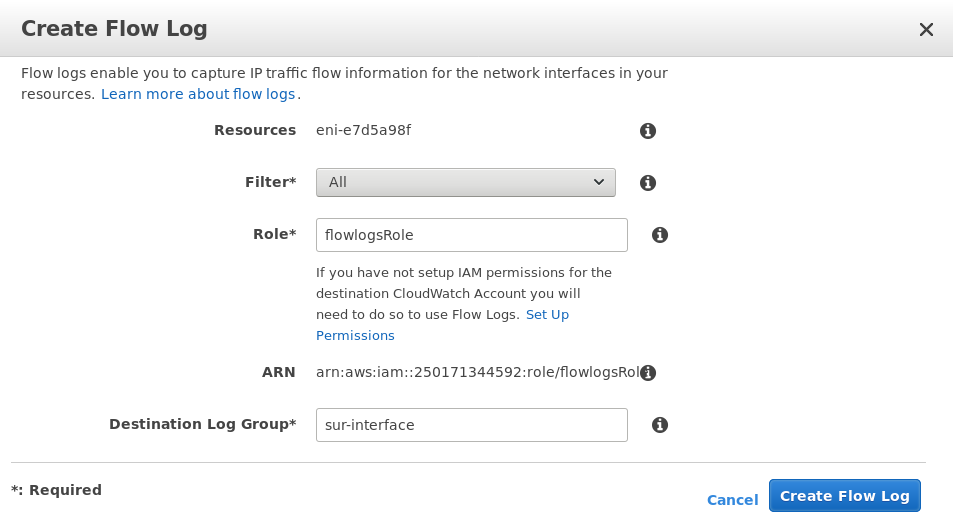 Create Flow Log
Flow logs enable you to capture IP traffic flow information for the network interfaces in your
resources. Learn more about flow logs.
Resources eni-e7d5a98f
Filter* All
Role* flowlogsRole
If you have not setup IAM permissions for the
destination CloudWatch Account you will
need to do so to use Flow Logs. Set Up
Permissions
ARN arn:aws:iam::250171344592:role/flowlogsRol
Destination Log Group* sur-interface
*: Required
Cancel Create Flow Log